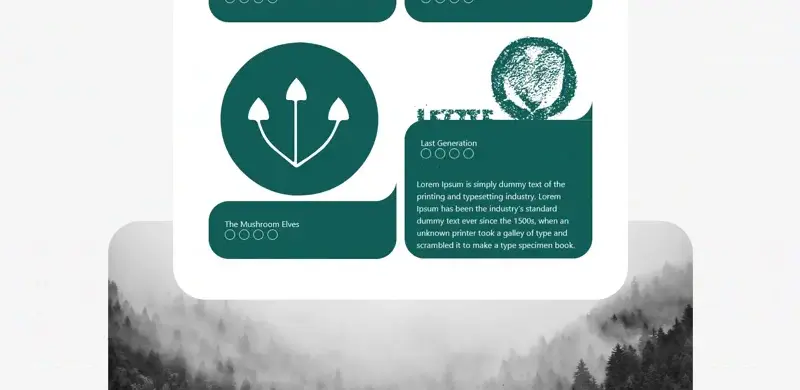 Last Generation
Lorem Ipsum is simply dummy text of the
printing and typesetting industry. Lorem
Ipsum has been the industry's standard
dummy text ever since the 1500s, when an
unknown printer took a galley of type and
scrambled it to make a type specimen book.
The Mushroom Elves